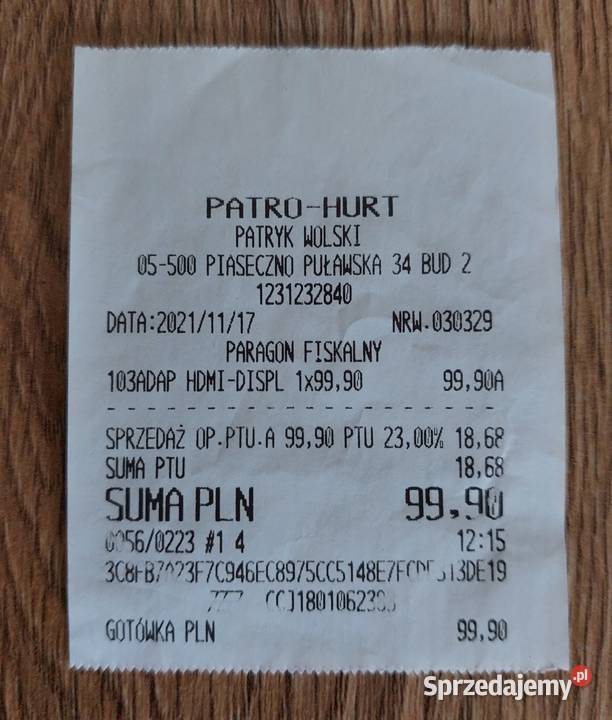 PATRO-HURT
PATRYK WOLSKI
05-500 PIASECZNO PUŁAWSKA 34 BUD 2
1231232840
DATA:2021/11/17 NRW.030329
PARAGON FISKALNY
103ADAP HDMI-DISPL 1x99,90 99,90A
- - - - - - - - - - - - - - - - - - - -
SPRZEDAŻ OP.PTU.A 99,90 PTU 23,00% 18,68
SUMA PTU 18,68
SUMA PLN 99,90
#1 4 12:15
GOTÓWKA PLN 99,90
Sprzedajemy.pl